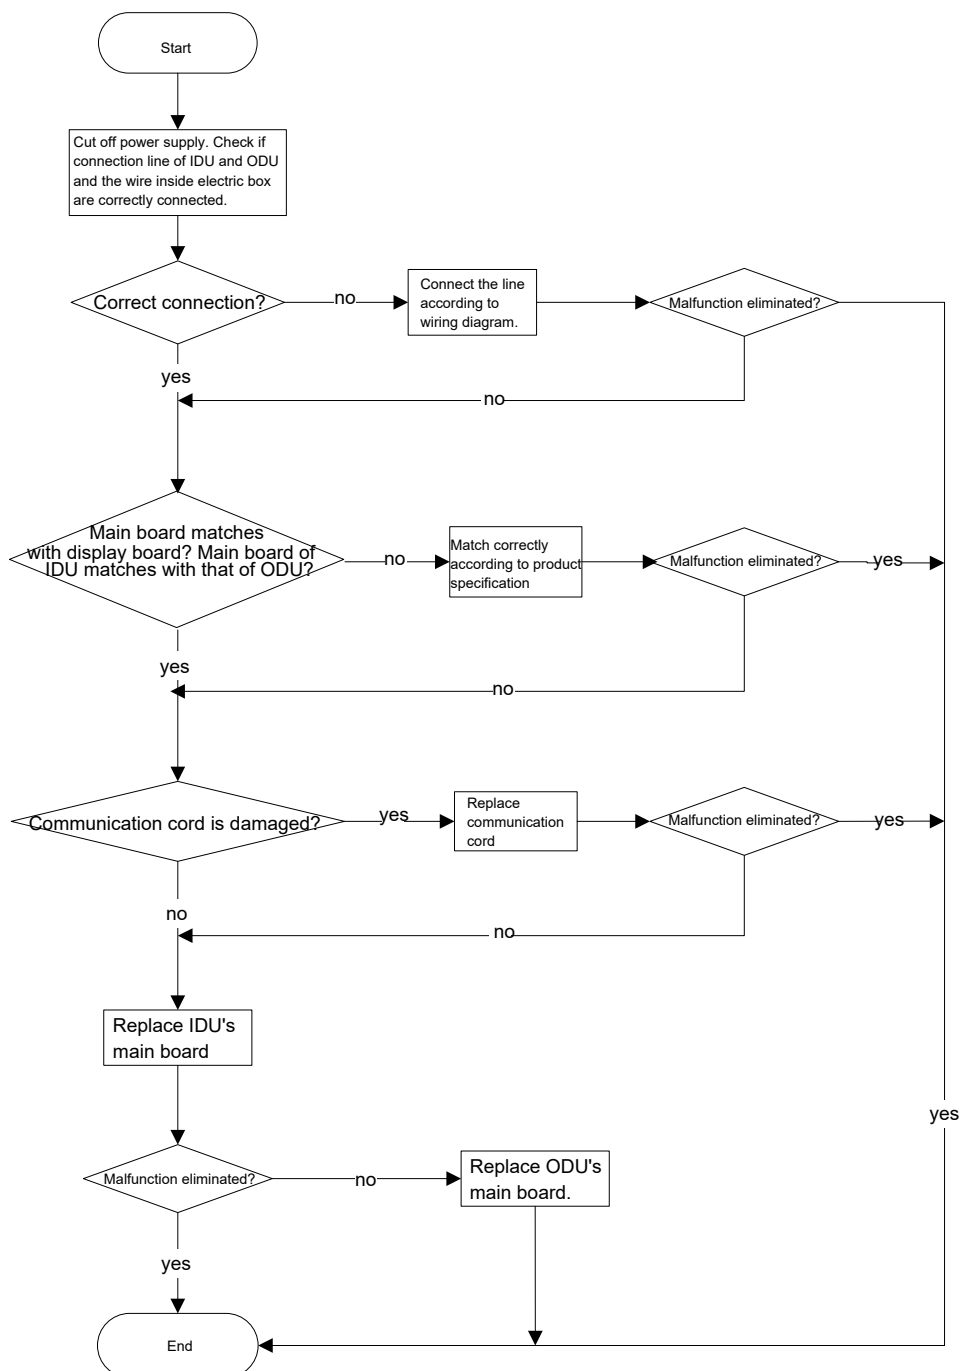 Start
Cut off power supply. Check if
connection line of IDU and ODU
and the wire inside electric box
are correctly connected.
Correct connection?
no
Connect the line
according to
wiring diagram.
Malfunction eliminated?
yes
no
Main board matches
with display board? Main board of
IDU matches with that of ODU?
no
Match correctly
according to product
specification
Malfunction eliminated?
yes
yes
no
Communication cord is damaged?
yes
Replace
communication
cord
Malfunction eliminated?
yes
no
no
Replace IDU's
main board
yes
Malfunction eliminated?
no
Replace ODU's
main board.
yes
End